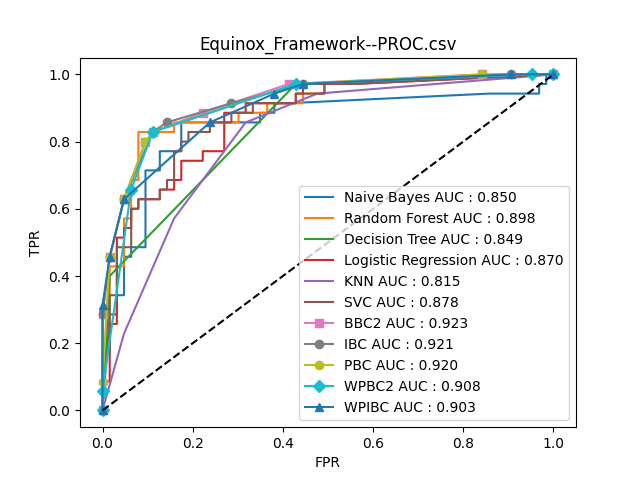 Equinox_Framework--PROC.csv
1.0
0.8
0.6
0.4
0.2
0.0
TPR
Naive Bayes AUC : 0.850
Random Forest AUC : 0.898
Decision Tree AUC : 0.849
Logistic Regression AUC : 0.870
KNN AUC : 0.815
SVC AUC : 0.878
BBC2 AUC : 0.923
IBC AUC : 0.921
PBC AUC : 0.920
WPBC2 AUC : 0.908
WPIBC AUC : 0.903
0.0 0.2 0.4 0.6 0.8 1.0
FPR